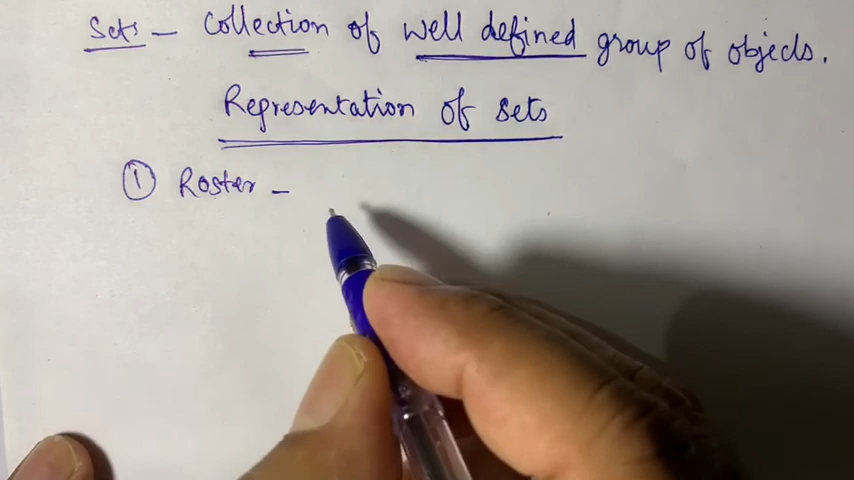 Sets - Collection of well defined group of objects.
Representation of sets
① Roster -